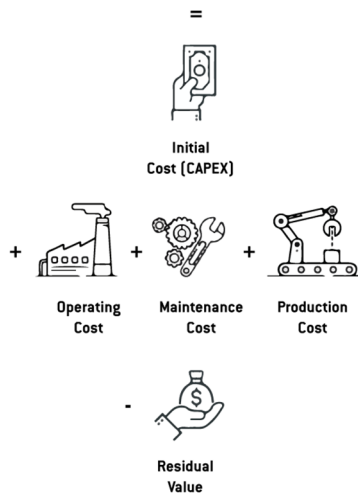 =
Initial
Cost (CAPEX)
+ + +
Operating Maintenance Production
Cost Cost Cost
-
$
Residual
Value